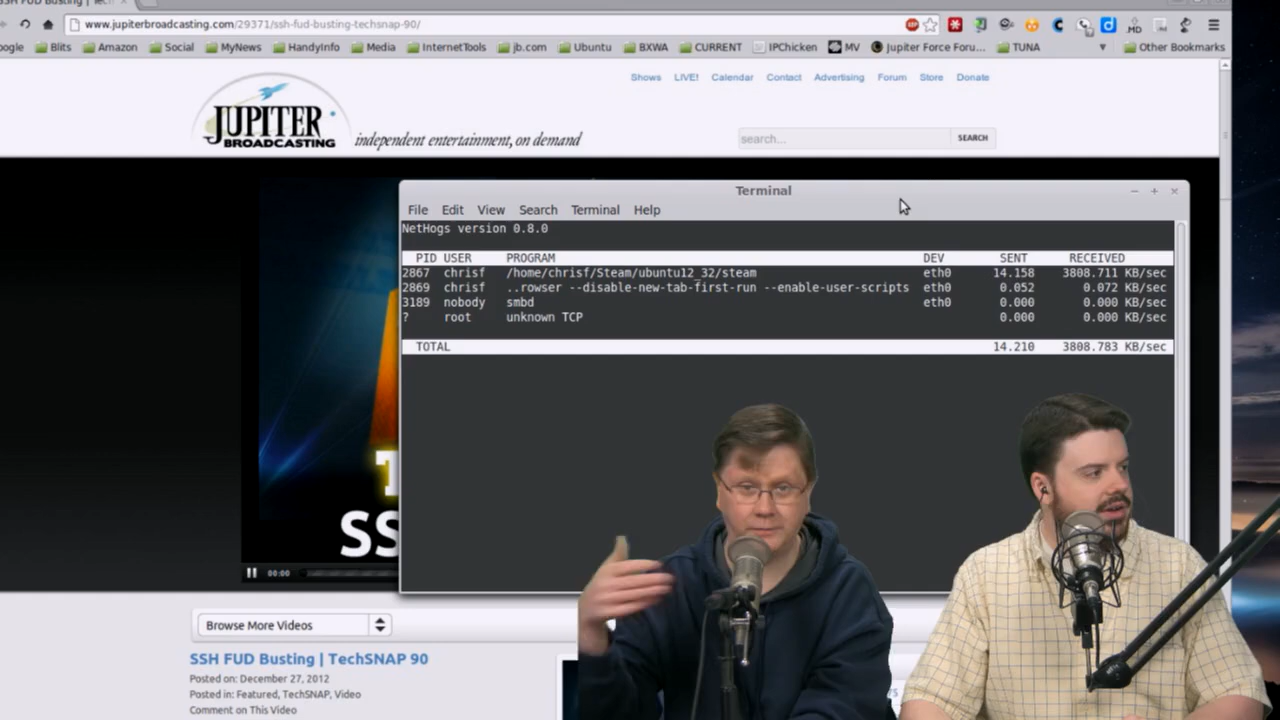 SSH FUD Busting | Tech
www.jupiterbroadcasting.com/29371/ssh-fud-busting-techsnap-90/
Blits Amazon Social MyNews HandyInfo Media InternetTools jb.com Ubuntu BXWA CURRENT IPChicken MV Jupiter Force Foru... TUNA Other Bookmarks
Shows LIVE! Calendar Contact Advertising Forum Store Donate
JUPITER
BROADCASTING
independent entertainment, on demand
search... SEARCH
Terminal
File Edit View Search Terminal Help
NetHogs version 0.8.0
PID USER PROGRAM DEV SENT RECEIVED
2867 chrisf /home/chrisf/Steam/ubuntu12_32/steam eth0 14.158 3808.711 KB/sec
2869 chrisf ..rowser --disable-new-tab-first-run --enable-user-scripts eth0 0.052 0.072 KB/sec
3189 nobody smbd eth0 0.000 0.000 KB/sec
? root unknown TCP 0.000 0.000 KB/sec
TOTAL 14.210 3808.783 KB/sec
SS
00:00
Browse More Videos
SSH FUD Busting | TechSNAP 90
Posted on: December 27, 2012
Posted in: Featured, TechSNAP, Video
Comment on This Video